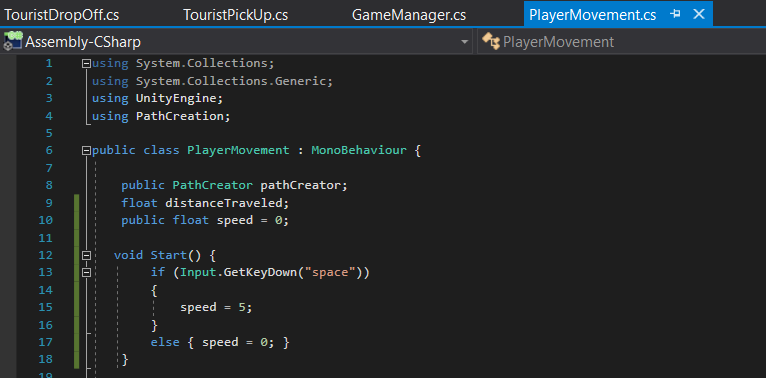 TouristDropOff.cs TouristPickUp.cs GameManager.cs PlayerMovement.cs
Assembly-CSharp PlayerMovement
1 using System.Collections;
2 using System.Collections.Generic;
3 using UnityEngine;
4 using PathCreation;
5
6 public class PlayerMovement : MonoBehaviour {
7
8 public PathCreator pathCreator;
9 float distanceTraveled;
10 public float speed = 0;
11
12 void Start() {
13 if (Input.GetKeyDown("space"))
14 {
15 speed = 5;
16 }
17 else { speed = 0; }
18 }
19